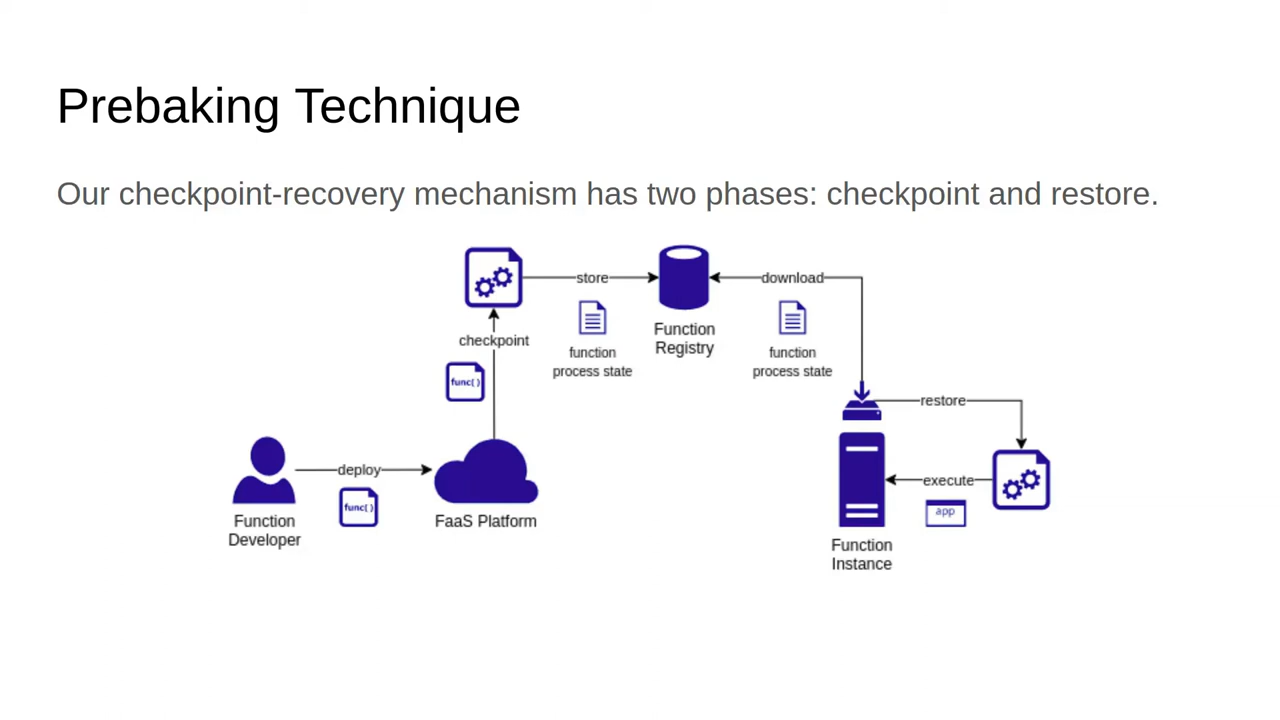 Prebaking Technique
Our checkpoint-recovery mechanism has two phases: checkpoint and restore.
store
download
checkpoint
function
process state
Function
Registry
function
process state
func( )
restore
deploy
func( )
execute
app
Function
Developer
FaaS Platform
Function
Instance